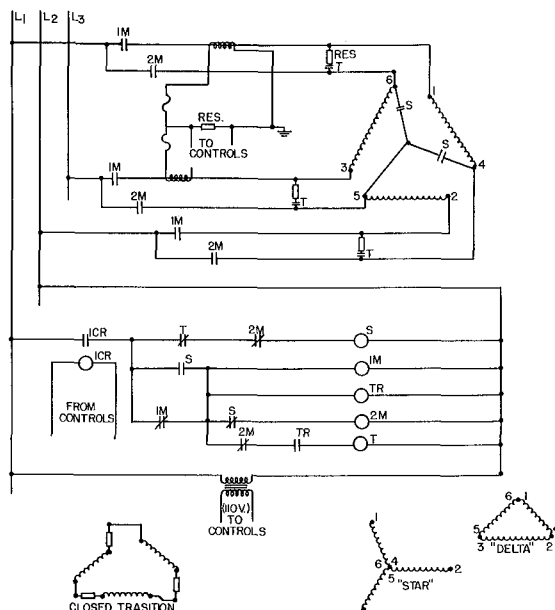 L1 L2 L3
1M
2M
RES
T
6
1
S
RES.
TO
CONTROLS
S
1M
3
4
5
2
T
2M
1M
T
2M
1CR
T
2M
S
1CR
S
1M
TR
FROM
CONTROLS
1M
S
2M
2M
TR
T
(110V.)
TO
CONTROLS
6 1
1
5
3
2
"DELTA"
6
4
5
2
"STAR"
CLOSED TRASITION